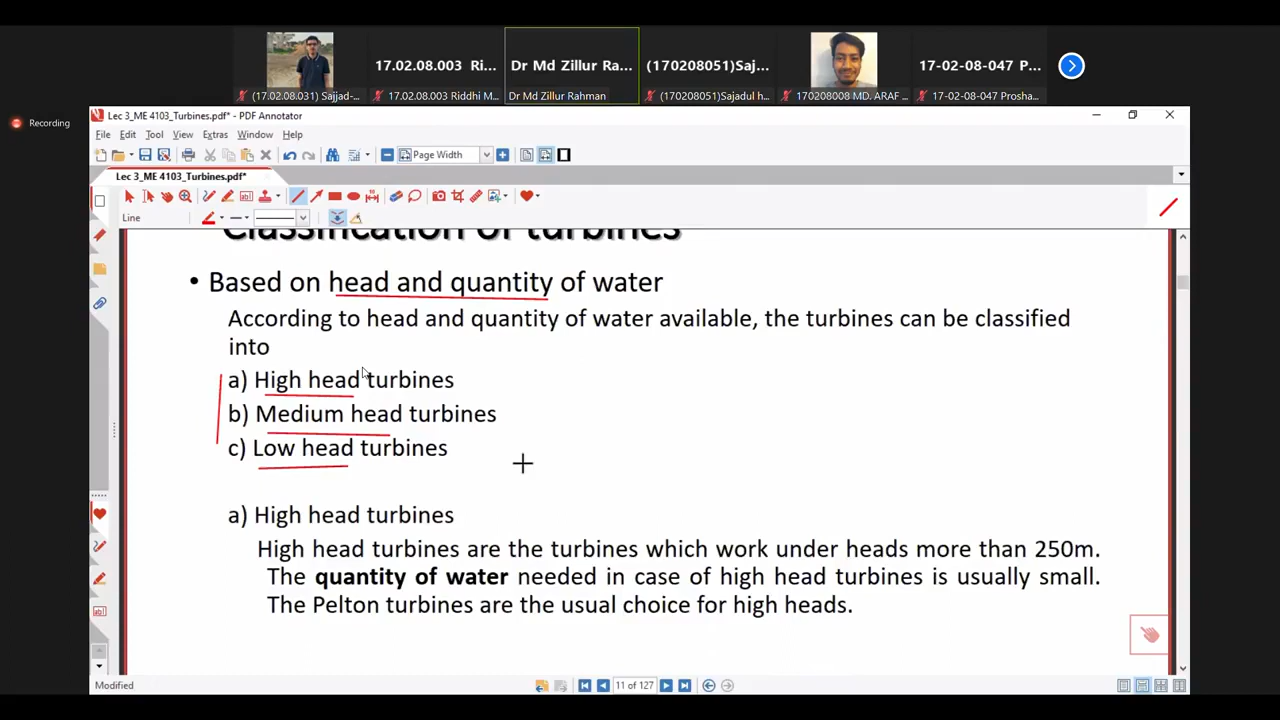 17.02.08.003 Ri...
Dr Md Zillur Ra...
(170208051)Saj...
17-02-08-047 P...
(17.02.08.031) Sajjad-...
17.02.08.003 Riddhi M...
Dr Md Zillur Rahman
(170208051)Sajadul h...
170208008 MD. ARAF ...
17-02-08-047 Prosha...
Recording
Lec 3_ME 4103_Turbines.pdf* - PDF Annotator
File Edit Tool View Extras Window Help
Page Width
Lec 3_ME 4103_Turbines.pdf*
Line
Classification of turbines
• Based on head and quantity of water
According to head and quantity of water available, the turbines can be classified
into
a) High head turbines
b) Medium head turbines
c) Low head turbines
a) High head turbines
High head turbines are the turbines which work under heads more than 250m.
The quantity of water needed in case of high head turbines is usually small.
The Pelton turbines are the usual choice for high heads.
Modified
11 of 127